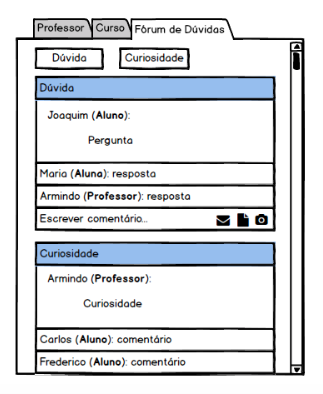 Professor Curso Fórum de Dúvidas
Dúvida Curiosidade
Dúvida
Joaquim (Aluno):
Pergunta
Maria (Aluna): resposta
Armindo (Professor): resposta
Escrever comentário...
Curiosidade
Armindo (Professor):
Curiosidade
Carlos (Aluno): comentário
Frederico (Aluno): comentário